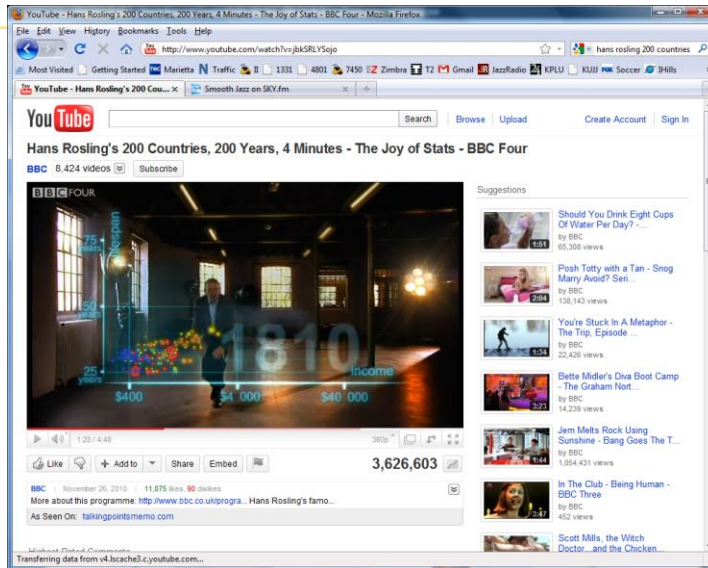 YouTube - Hans Rosling's 200 Countries, 200 Years, 4 Minutes - The Joy of Stats - BBC Four - Mozilla Firefox
File Edit View History Bookmarks Tools Help
http://www.youtube.com/watch?v=jbkSRLYSojo
hans rosling 200 countries
Most Visited Getting Started Marietta Traffic II 1331 4801 7450 Zimbra T2 Gmail JazzRadio KPLU KUJJ Soccer IHills
YouTube - Hans Rosling's 200 Cou... Smooth Jazz on SKY.fm
YouTube Search Browse Upload Create Account Sign In
Hans Rosling's 200 Countries, 200 Years, 4 Minutes - The Joy of Stats - BBC Four
BBC 8,424 videos Subscribe
BBC FOUR
lifespan
75
years
50
years
25
years
1810
income
$400 $4 000 $40 000
1:28 / 4:48 360p
Like Add to Share Embed 3,626,603
BBC November 26, 2010 11,075 likes, 90 dislikes
More about this programme: http://www.bbc.co.uk/progra... Hans Rosling's famo...
As Seen On: talkingpointsmemo.com
Highest Rated Comments
Suggestions
Should You Drink Eight Cups
Of Water Per Day? -...
by BBC
65,308 views
1:51
Posh Totty with a Tan - Snog
Marry Avoid? Seri...
by BBC
138,143 views
2:04
You're Stuck In A Metaphor -
The Trip, Episode ...
by BBC
22,426 views
1:34
Bette Midler's Diva Boot Camp
- The Graham Nort...
by BBC
14,239 views
3:23
Jem Melts Rock Using
Sunshine - Bang Goes The T...
by BBC
1,054,431 views
1:44
In The Club - Being Human -
BBC Three
by BBC
452 views
3:47
Scott Mills, the Witch
Doctor...and the Chicken...
Transferring data from v4.lscache3.c.youtube.com...